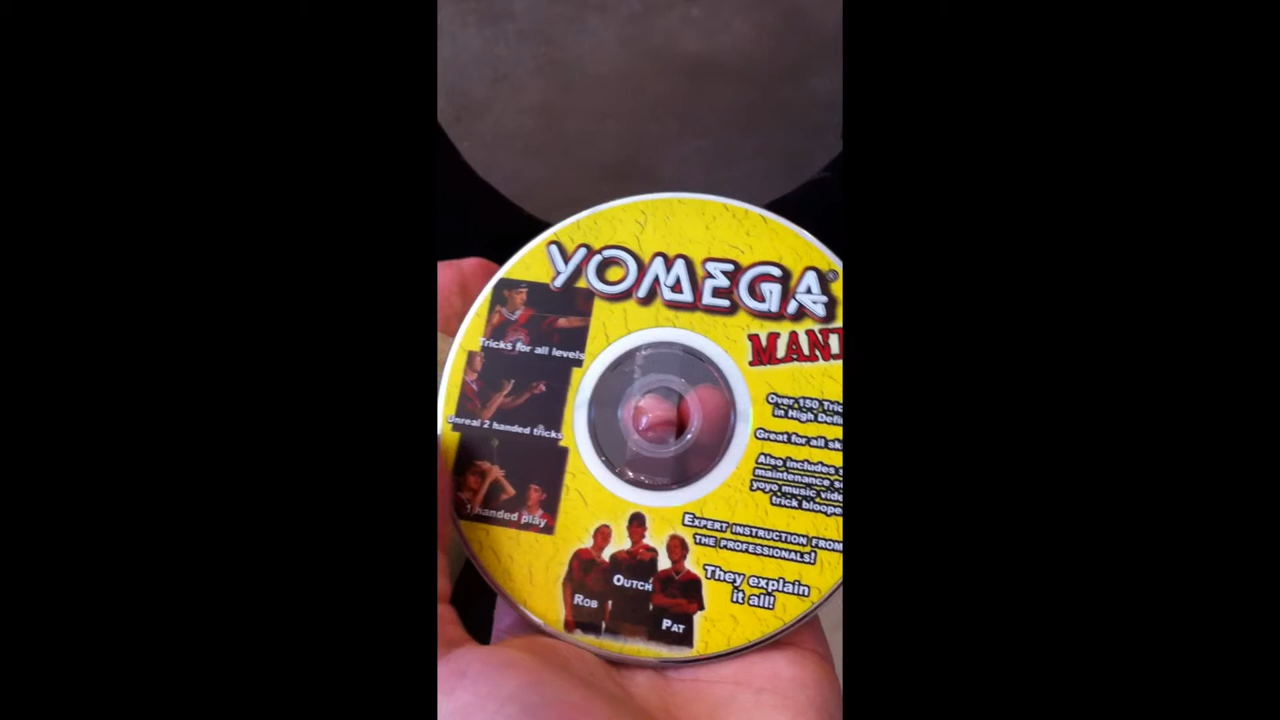 YOMEGA®
MANI
Tricks for all levels
Unreal 2 handed tricks
1 handed play
Over 150 Tric
in High Defi
Great for all sk
Also includes s
maintenance s
yoyo music vide
trick bloope
EXPERT INSTRUCTION FROM
THE PROFESSIONALS!
They explain
it all!
ROB
OUTCH
PAT